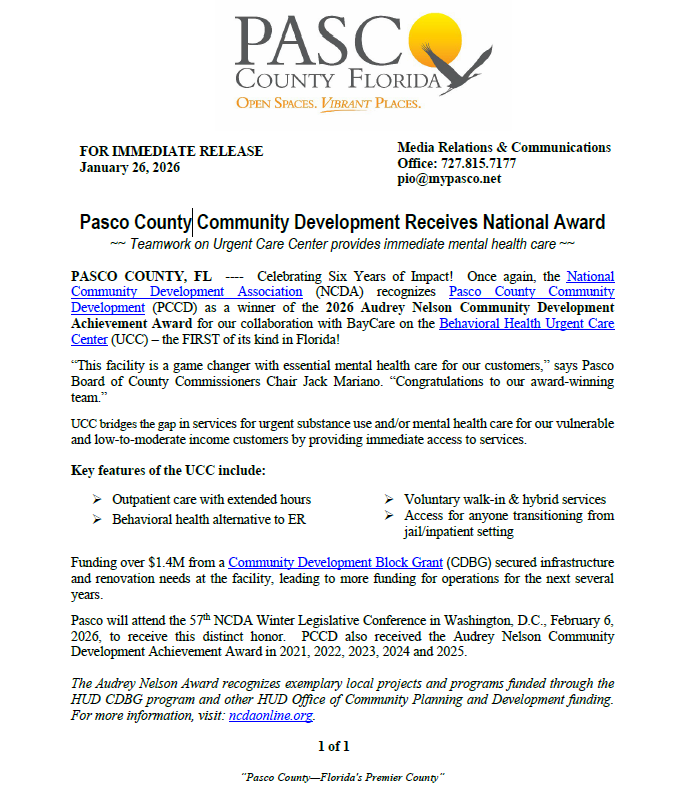 PASCO
COUNTY FLORIDA
OPEN SPACES. VIBRANT PLACES.
FOR IMMEDIATE RELEASE
January 26, 2026
Media Relations & Communications
Office: 727.815.7177
pio@mypasco.net
Pasco County Community Development Receives National Award
~~ Teamwork on Urgent Care Center provides immediate mental health care ~~
PASCO COUNTY, FL ---- Celebrating Six Years of Impact! Once again, the National
Community Development Association (NCDA) recognizes Pasco County Community
Development (PCCD) as a winner of the 2026 Audrey Nelson Community Development
Achievement Award for our collaboration with BayCare on the Behavioral Health Urgent Care
Center (UCC) – the FIRST of its kind in Florida!
“This facility is a game changer with essential mental health care for our customers,” says Pasco
Board of County Commissioners Chair Jack Mariano. “Congratulations to our award-winning
team.”
UCC bridges the gap in services for urgent substance use and/or mental health care for our vulnerable
and low-to-moderate income customers by providing immediate access to services.
Key features of the UCC include:
➢ Outpatient care with extended hours
➢ Behavioral health alternative to ER
➢ Voluntary walk-in & hybrid services
➢ Access for anyone transitioning from
jail/inpatient setting
Funding over $1.4M from a Community Development Block Grant (CDBG) secured infrastructure
and renovation needs at the facility, leading to more funding for operations for the next several
years.
Pasco will attend the 57th NCDA Winter Legislative Conference in Washington, D.C., February 6,
2026, to receive this distinct honor. PCCD also received the Audrey Nelson Community
Development Achievement Award in 2021, 2022, 2023, 2024 and 2025.
The Audrey Nelson Award recognizes exemplary local projects and programs funded through the
HUD CDBG program and other HUD Office of Community Planning and Development funding.
For more information, visit: ncdaonline.org.
1 of 1
“Pasco County—Florida’s Premier County”